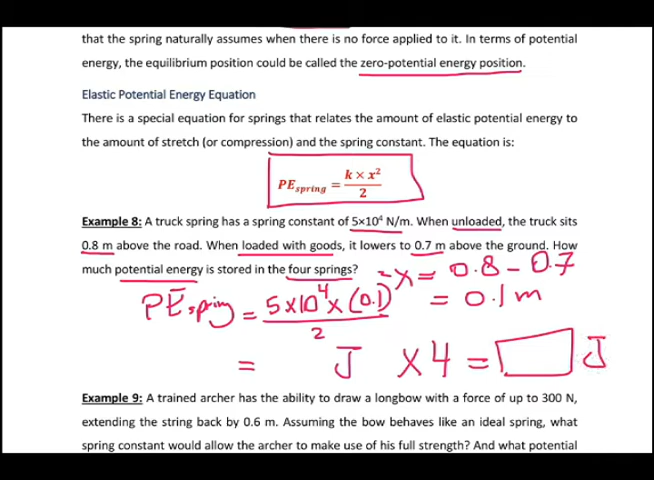 that the spring naturally assumes when there is no force applied to it. In terms of potential
energy, the equilibrium position could be called the zero-potential energy position.
Elastic Potential Energy Equation
There is a special equation for springs that relates the amount of elastic potential energy to
the amount of stretch (or compression) and the spring constant. The equation is:
PEspring = k × x² / 2
Example 8: A truck spring has a spring constant of 5×10⁴ N/m. When unloaded, the truck sits
0.8 m above the road. When loaded with goods, it lowers to 0.7 m above the ground. How
much potential energy is stored in the four springs?
x = 0.8 - 0.7
= 0.1 m
PEspring = 5×10⁴ × (0.1)² / 2
= J × 4 = J
Example 9: A trained archer has the ability to draw a longbow with a force of up to 300 N,
extending the string back by 0.6 m. Assuming the bow behaves like an ideal spring, what
spring constant would allow the archer to make use of his full strength? And what potential